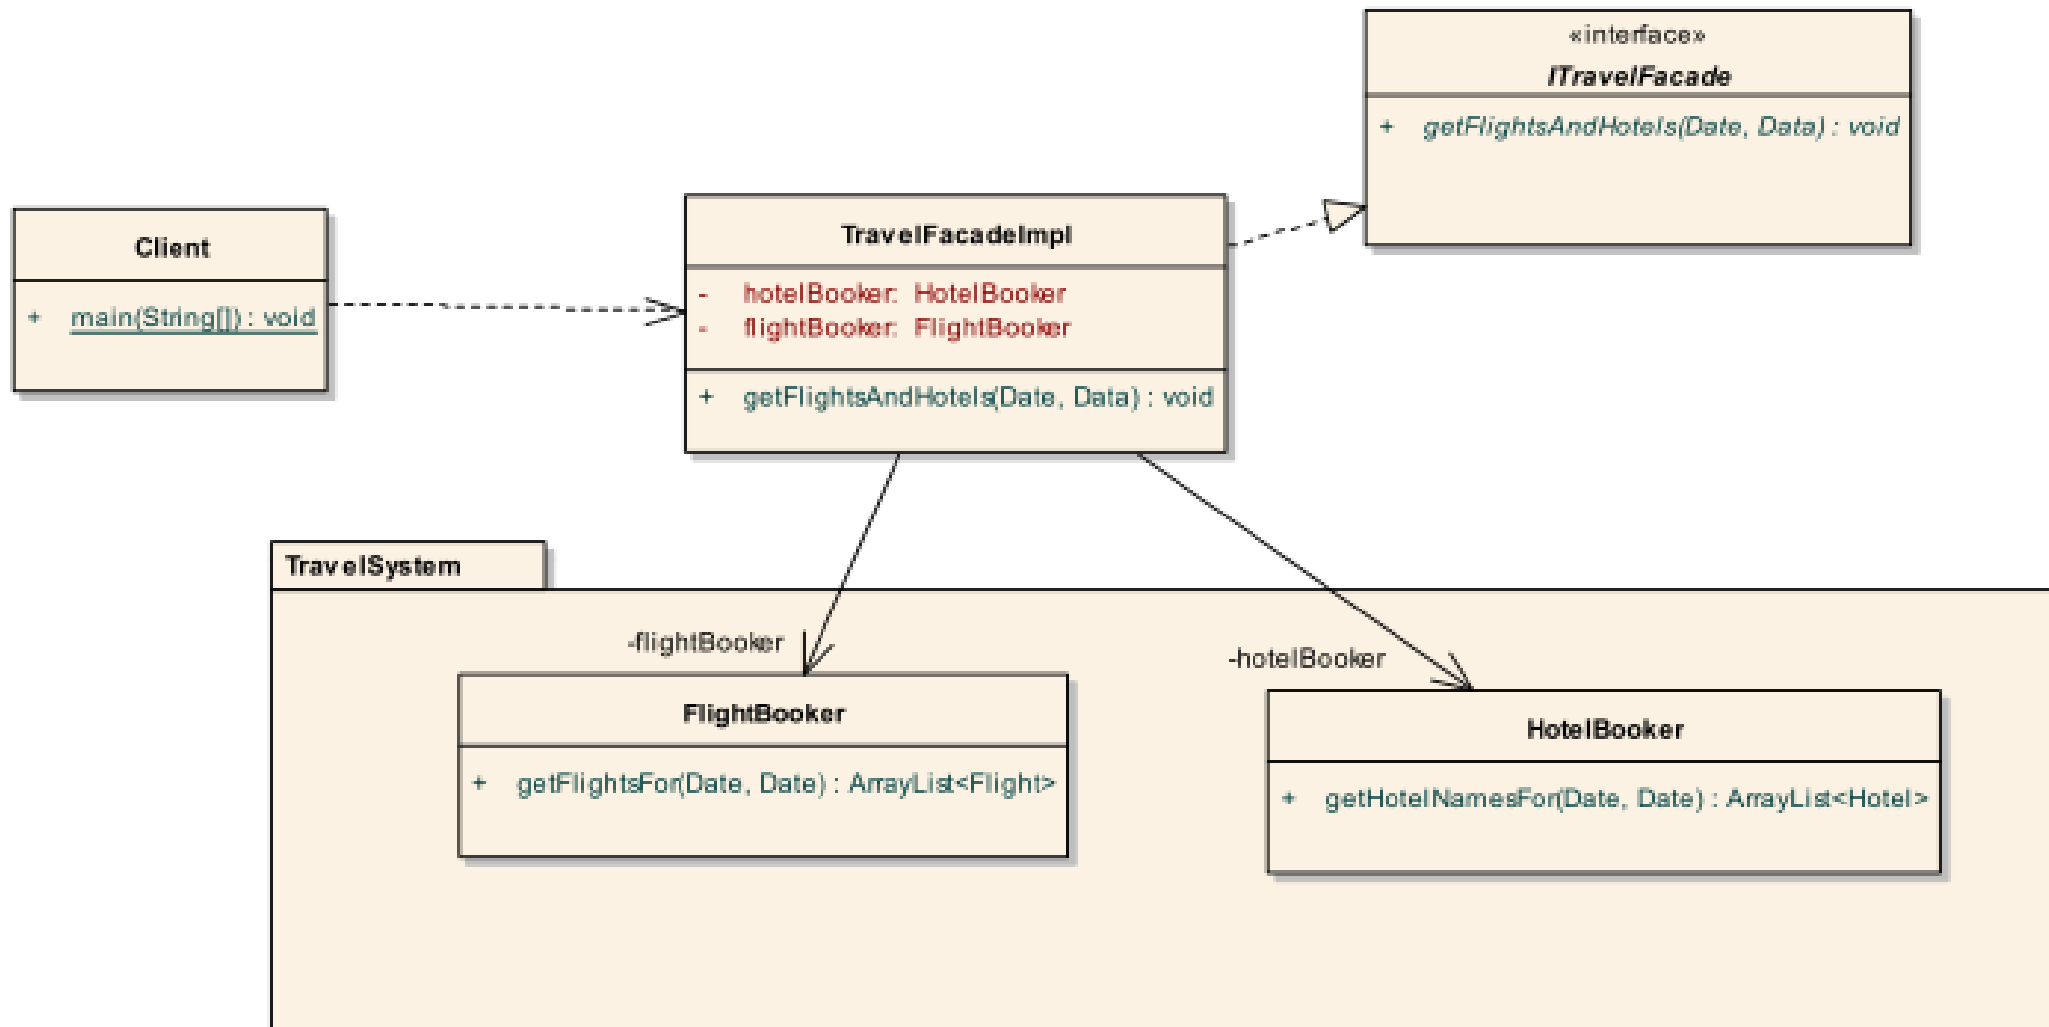 «interface»
ITravelFacade
+ getFlightsAndHotels(Date, Data) : void
Client
+ main(String[]) : void
TravelFacadeImpl
- hotelBooker: HotelBooker
- flightBooker: FlightBooker
+ getFlightsAndHotels(Date, Data) : void
TravelSystem
-flightBooker
-hotelBooker
FlightBooker
+ getFlightsFor(Date, Date) : ArrayList<Flight>
HotelBooker
+ getHotelNamesFor(Date, Date) : ArrayList<Hotel>